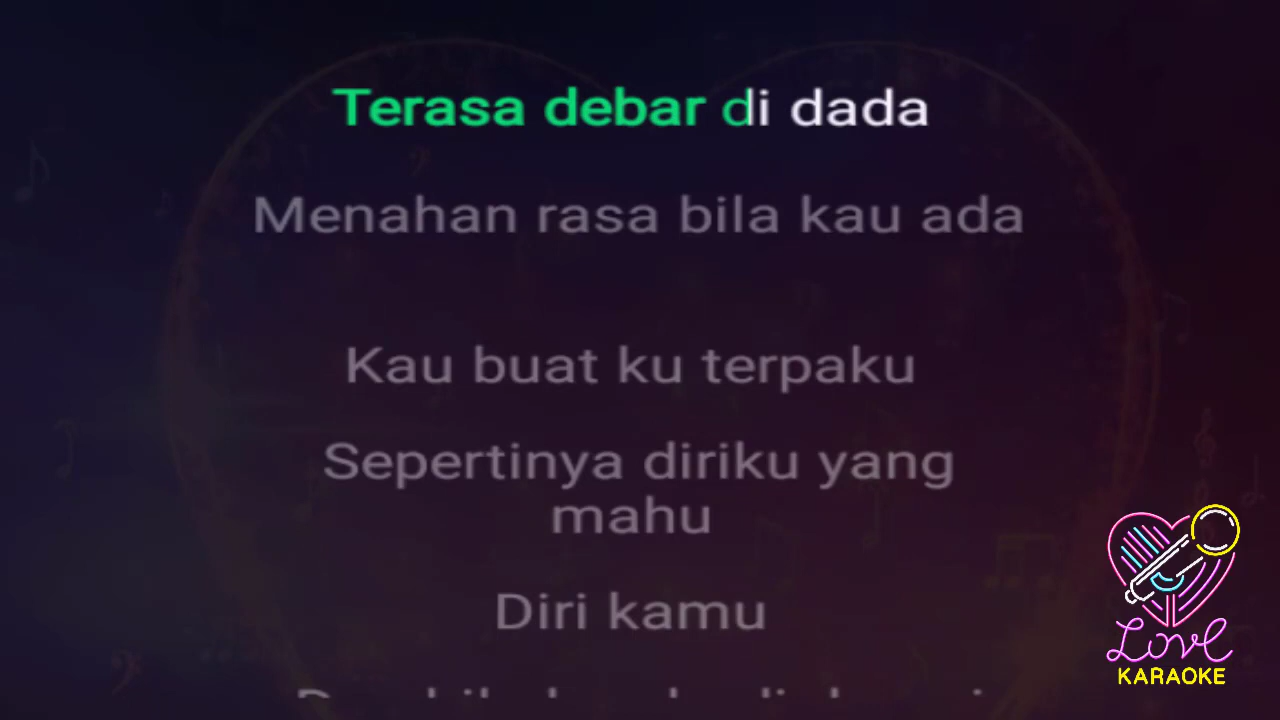 Terasa debar di dada
Menahan rasa bila kau ada
Kau buat ku terpaku
Sepertinya diriku yang
mahu
Diri kamu
Love
KARAOKE